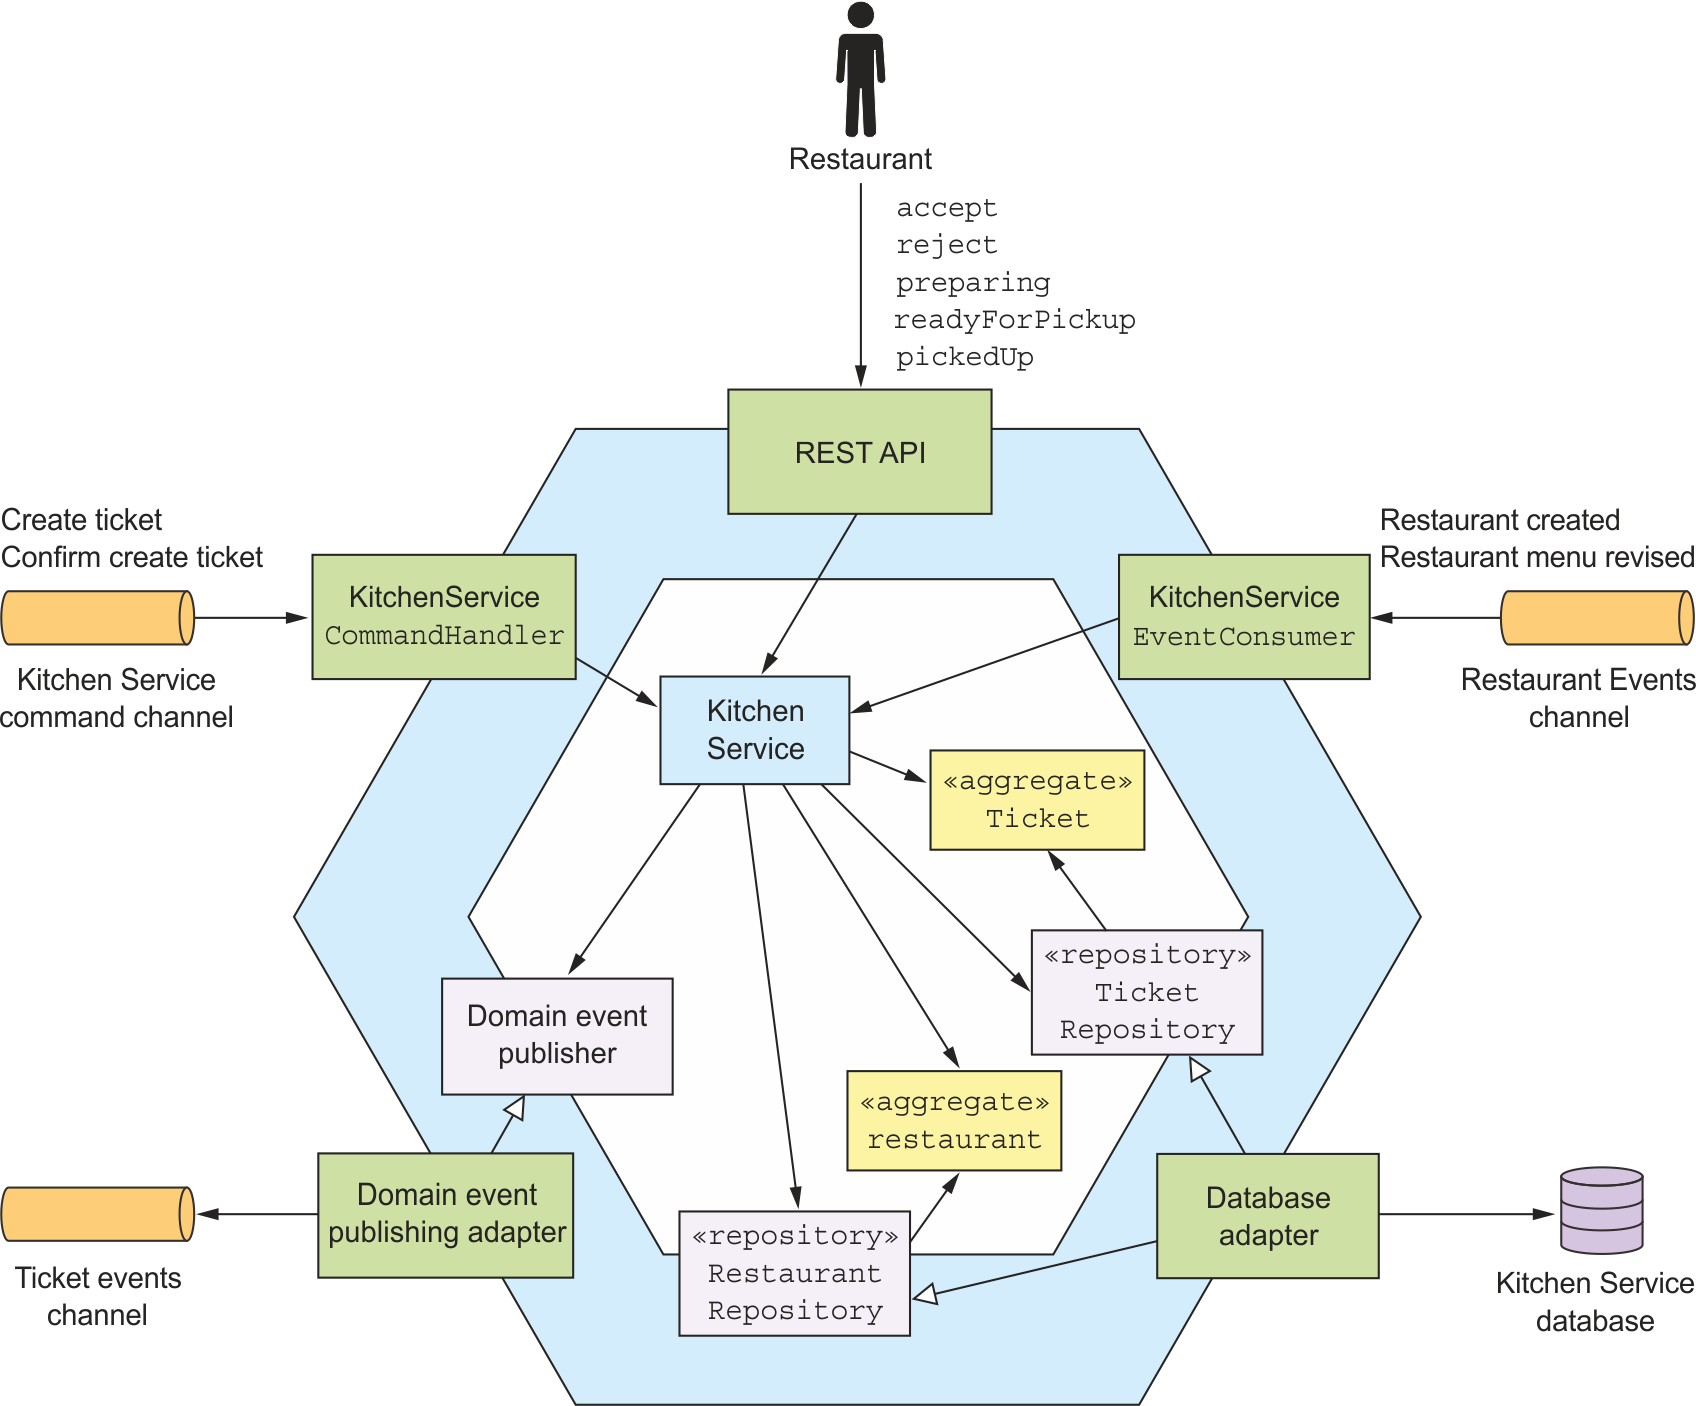 Restaurant
accept
reject
preparing
readyForPickup
pickedUp
REST API
Create ticket
Confirm create ticket
Kitchen Service
command channel
KitchenService
CommandHandler
KitchenService
EventConsumer
Restaurant created
Restaurant menu revised
Restaurant Events
channel
Kitchen
Service
«aggregate»
Ticket
«repository»
Ticket
Repository
Domain event
publisher
«aggregate»
restaurant
Domain event
publishing adapter
Ticket events
channel
«repository»
Restaurant
Repository
Database
adapter
Kitchen Service
database